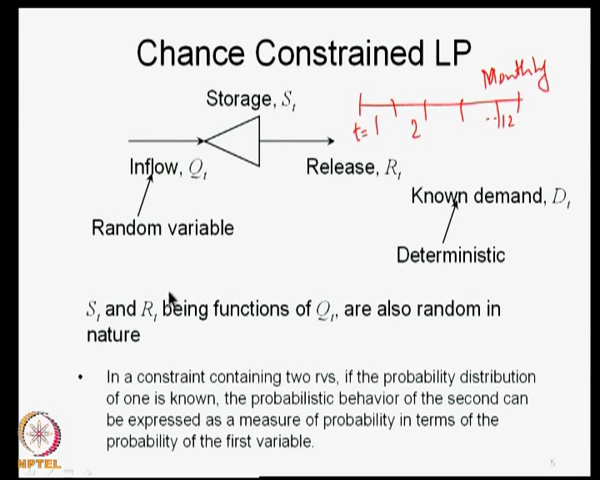 Chance Constrained LP
Monthly
Storage, Sₜ
t= 1 2 ..12
Inflow, Qₜ
Release, Rₜ
Known demand, Dₜ
Random variable
Deterministic
Sₜ and Rₜ being functions of Qₜ, are also random in
nature
• In a constraint containing two rvs, if the probability distribution
of one is known, the probabilistic behavior of the second can
be expressed as a measure of probability in terms of the
probability of the first variable.
NPTEL
5